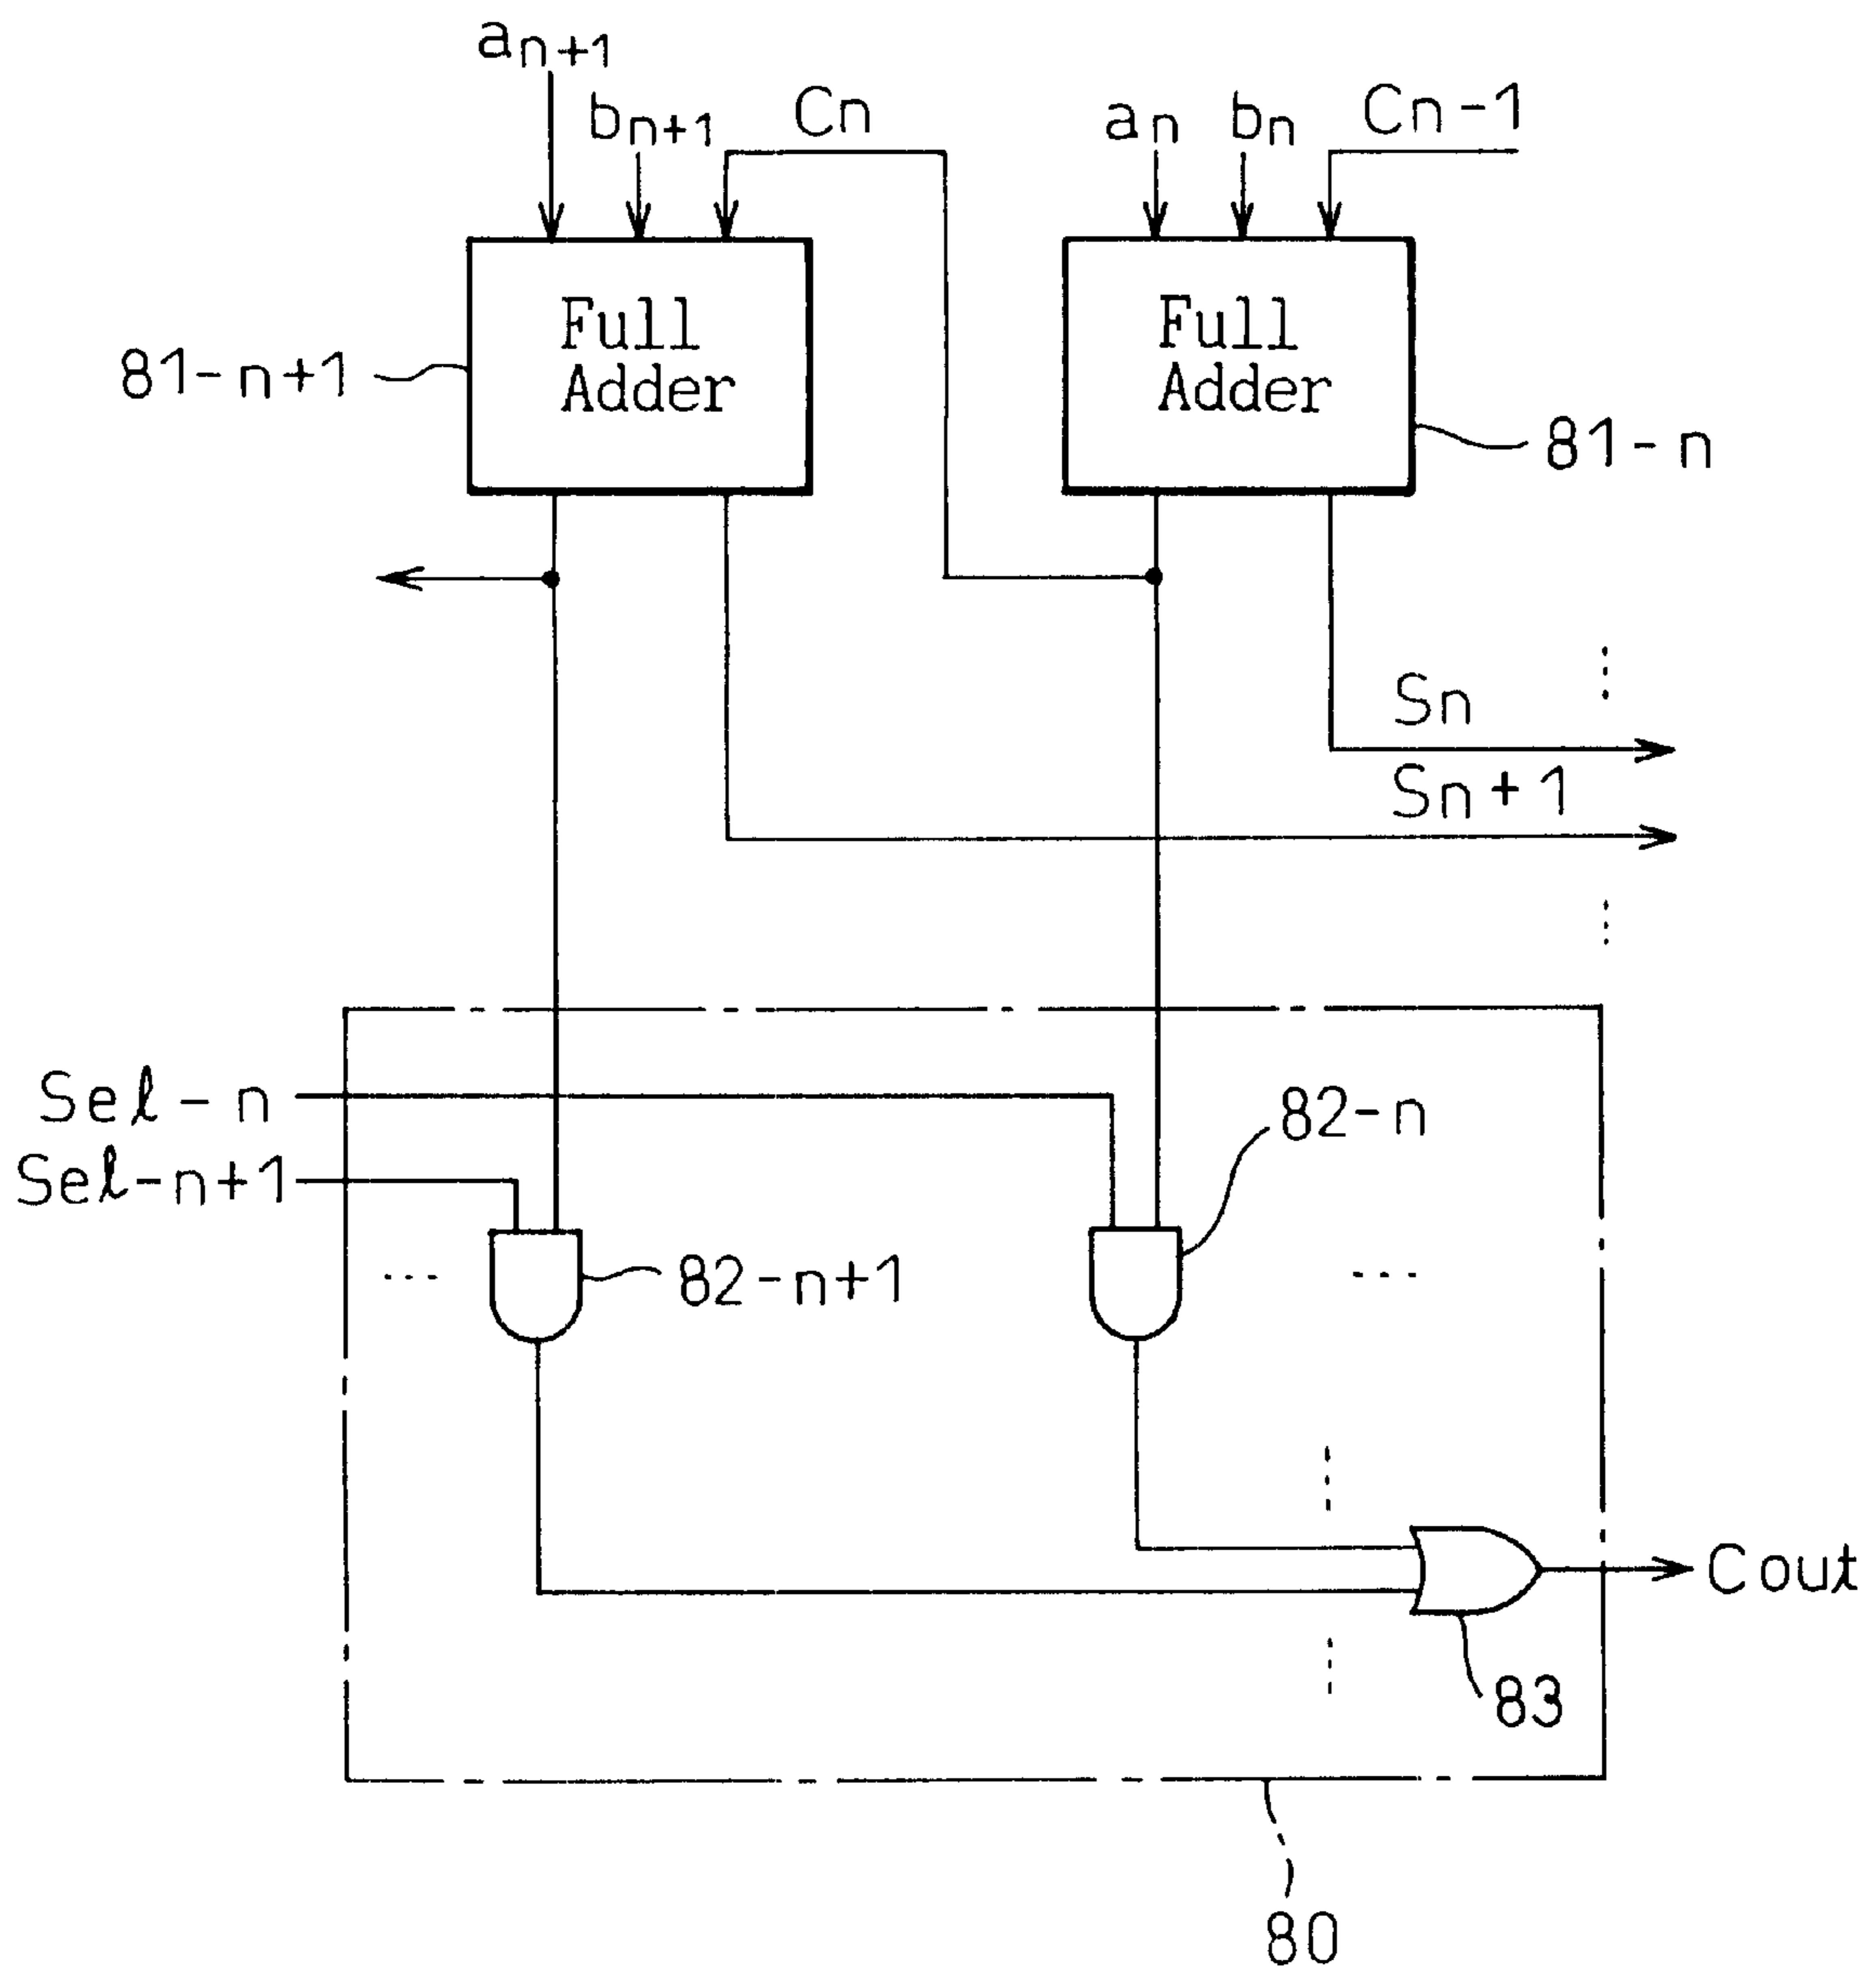 an+1
bn+1
Cn
an
bn
Cn-1
Full
Adder
Full
Adder
81-n+1
81-n
Sn
Sn+1
Sel-n
Sel-n+1
82-n
82-n+1
Cout
83
80